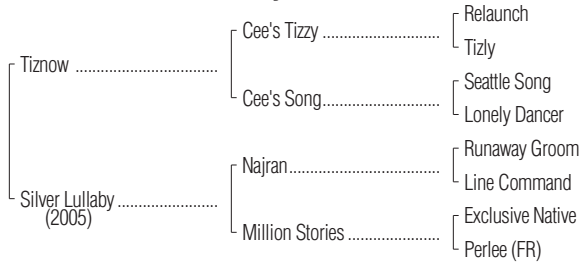 Relaunch
Cee's Tizzy ..............................
Tizly
Tiznow ....................................
Seattle Song
Cee's Song..............................
Lonely Dancer
Runaway Groom
Najran.......................................
Line Command
Silver Lullaby .........................
(2005)
Exclusive Native
Million Stories .......................
Perlee (FR)